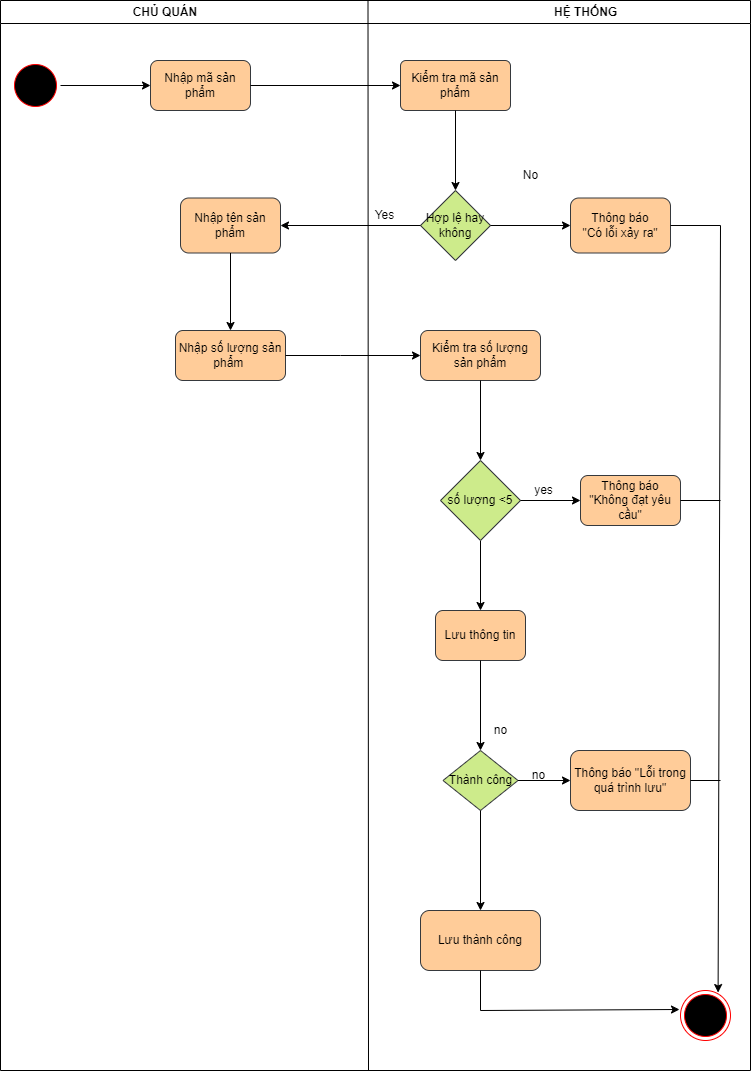 CHỦ QUÁN
HỆ THỐNG
Nhập mã sản
phẩm
Kiểm tra mã sản
phẩm
No
Yes
Hợp lệ hay
không
Nhập tên sản
phẩm
Thông báo
"Có lỗi xảy ra"
Nhập số lượng sản
phẩm
Kiểm tra số lượng
sản phẩm
số lượng <5
yes
Thông báo
"Không đạt yêu
cầu"
Lưu thông tin
no
Thành công
no
Thông báo "Lỗi trong
quá trình lưu"
Lưu thành công